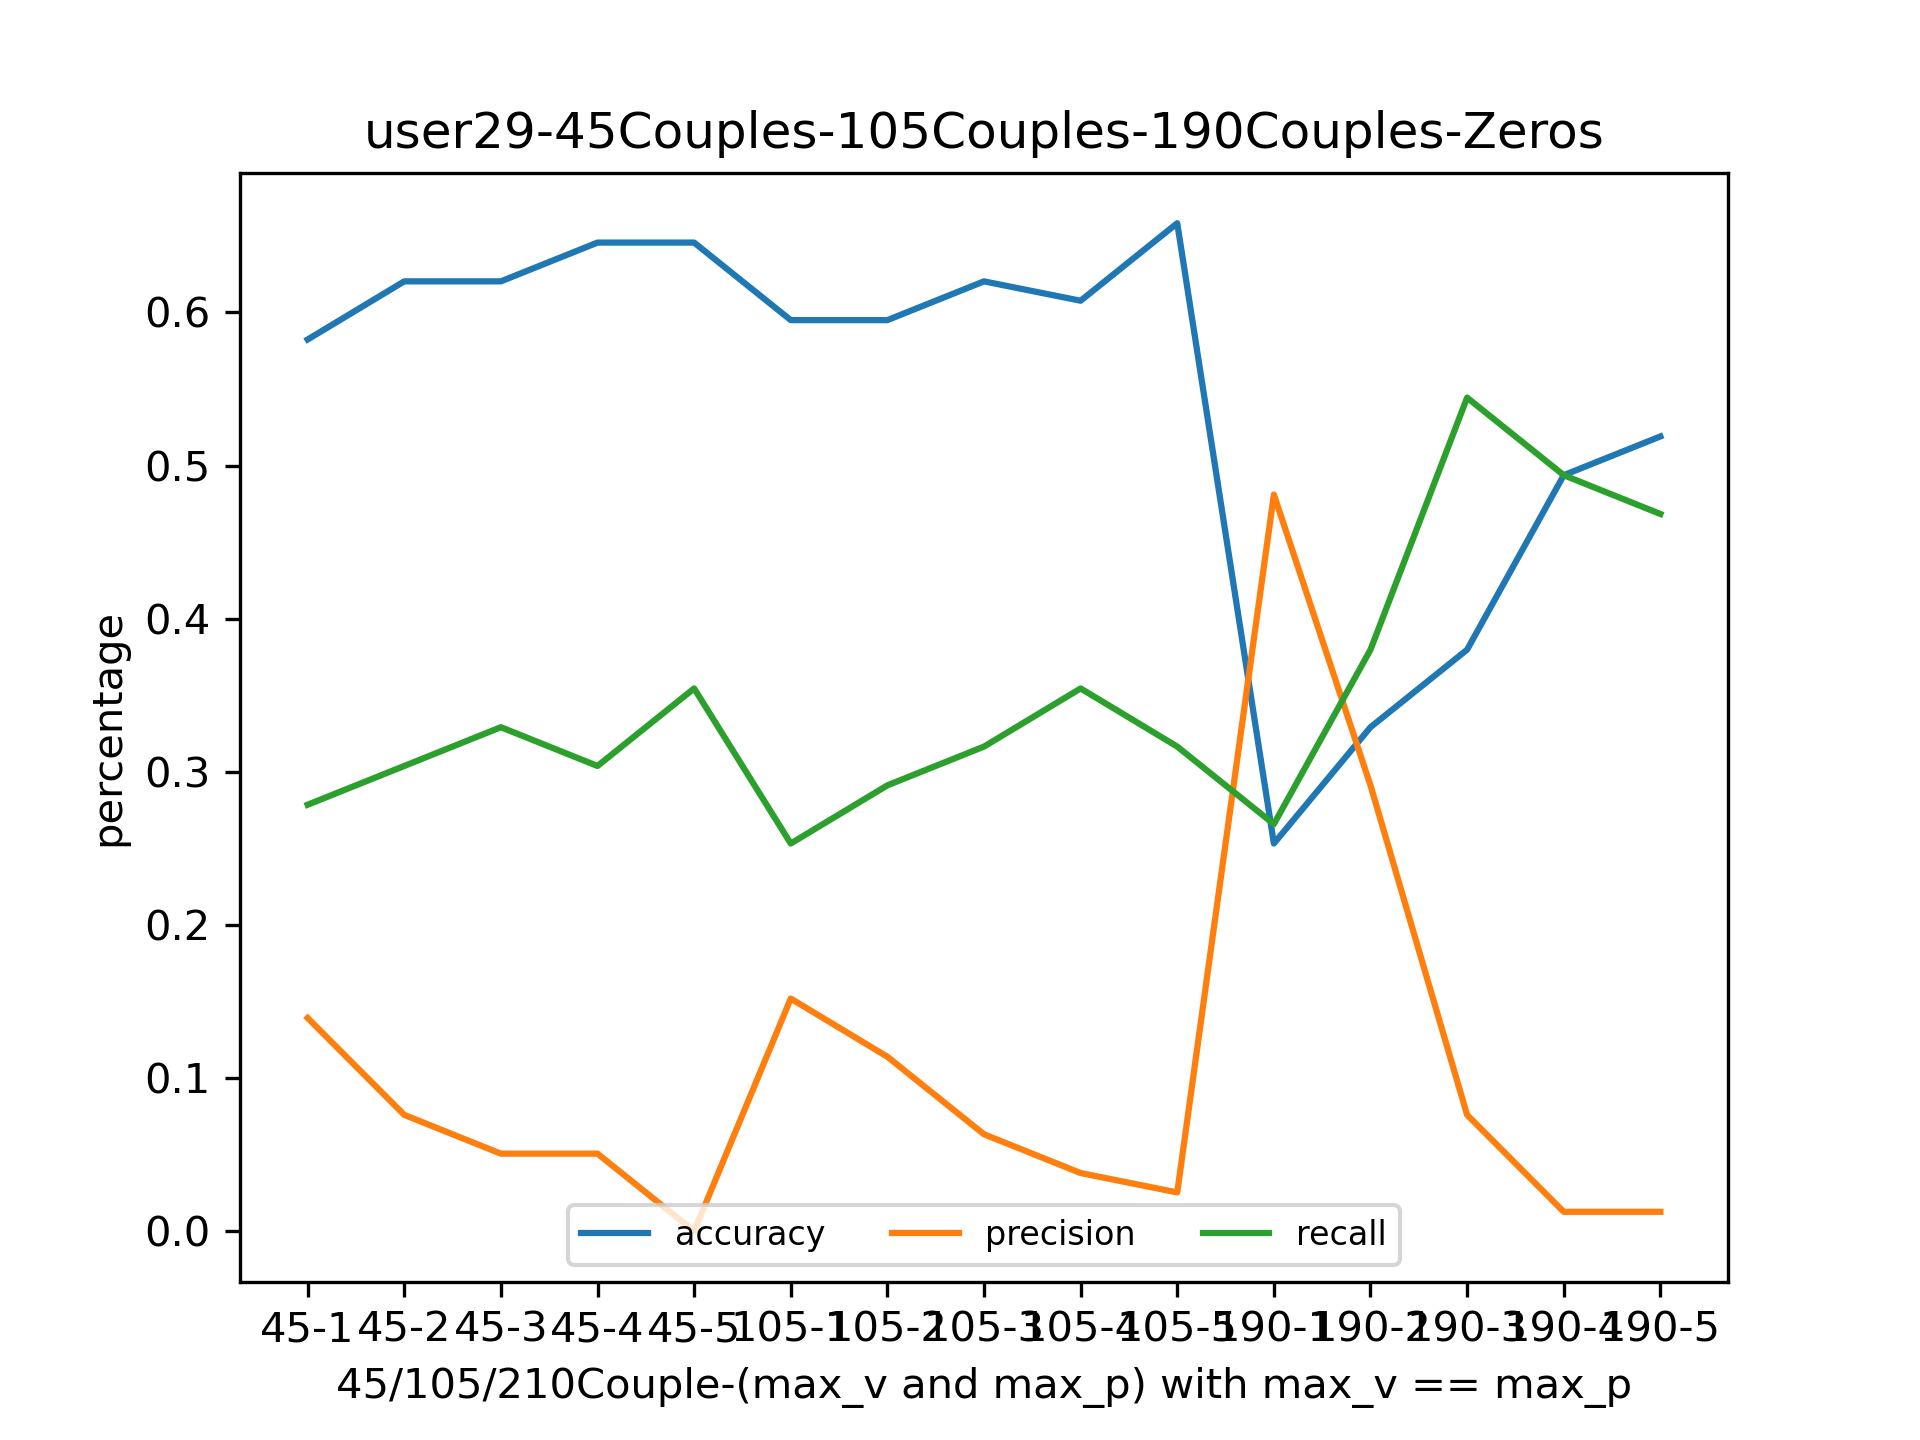 user29-45Couples-105Couples-190Couples-Zeros
percentage
0.6
0.5
0.4
0.3
0.2
0.1
0.0
accuracy precision recall
45-1 45-2 45-3 45-4 45-5 105-1 105-2 105-3 105-4 105-5 190-1 190-2 190-3 190-4 190-5
45/105/210Couple-(max_v and max_p) with max_v == max_p